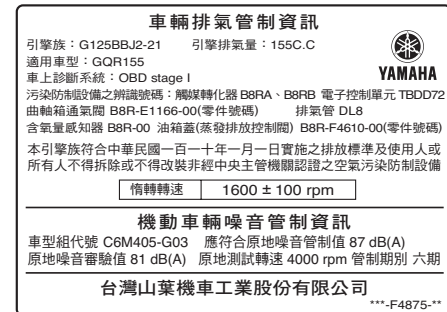 車輛排氣管制資訊
引擎族：G125BBJ2-21 引擎排氣量：155C.C
適用車型：GQR155
車上診斷系統：OBD stage I
YAMAHA
污染防制設備之辨識號碼：觸媒轉化器 B8RA、B8RB 電子控制單元 TBDD72
曲軸箱通氣閥 B8R-E1166-00(零件號碼) 排氣管 DL8
含氧量感知器 B8R-00 油箱蓋(蒸發排放控制閥) B8R-F4610-00(零件號碼)
本引擎族符合中華民國一百一十年一月一日實施之排放標準及使用人或
所有人不得拆除或不得改裝非經中央主管機關認證之空氣污染防制設備
惰轉轉速 1600 ± 100 rpm
機動車輛噪音管制資訊
車型組代號 C6M405-G03 應符合原地噪音管制值 87 dB(A)
原地噪音審驗值 81 dB(A) 原地測試轉速 4000 rpm 管制期別 六期
台灣山葉機車工業股份有限公司
***-F4875-**